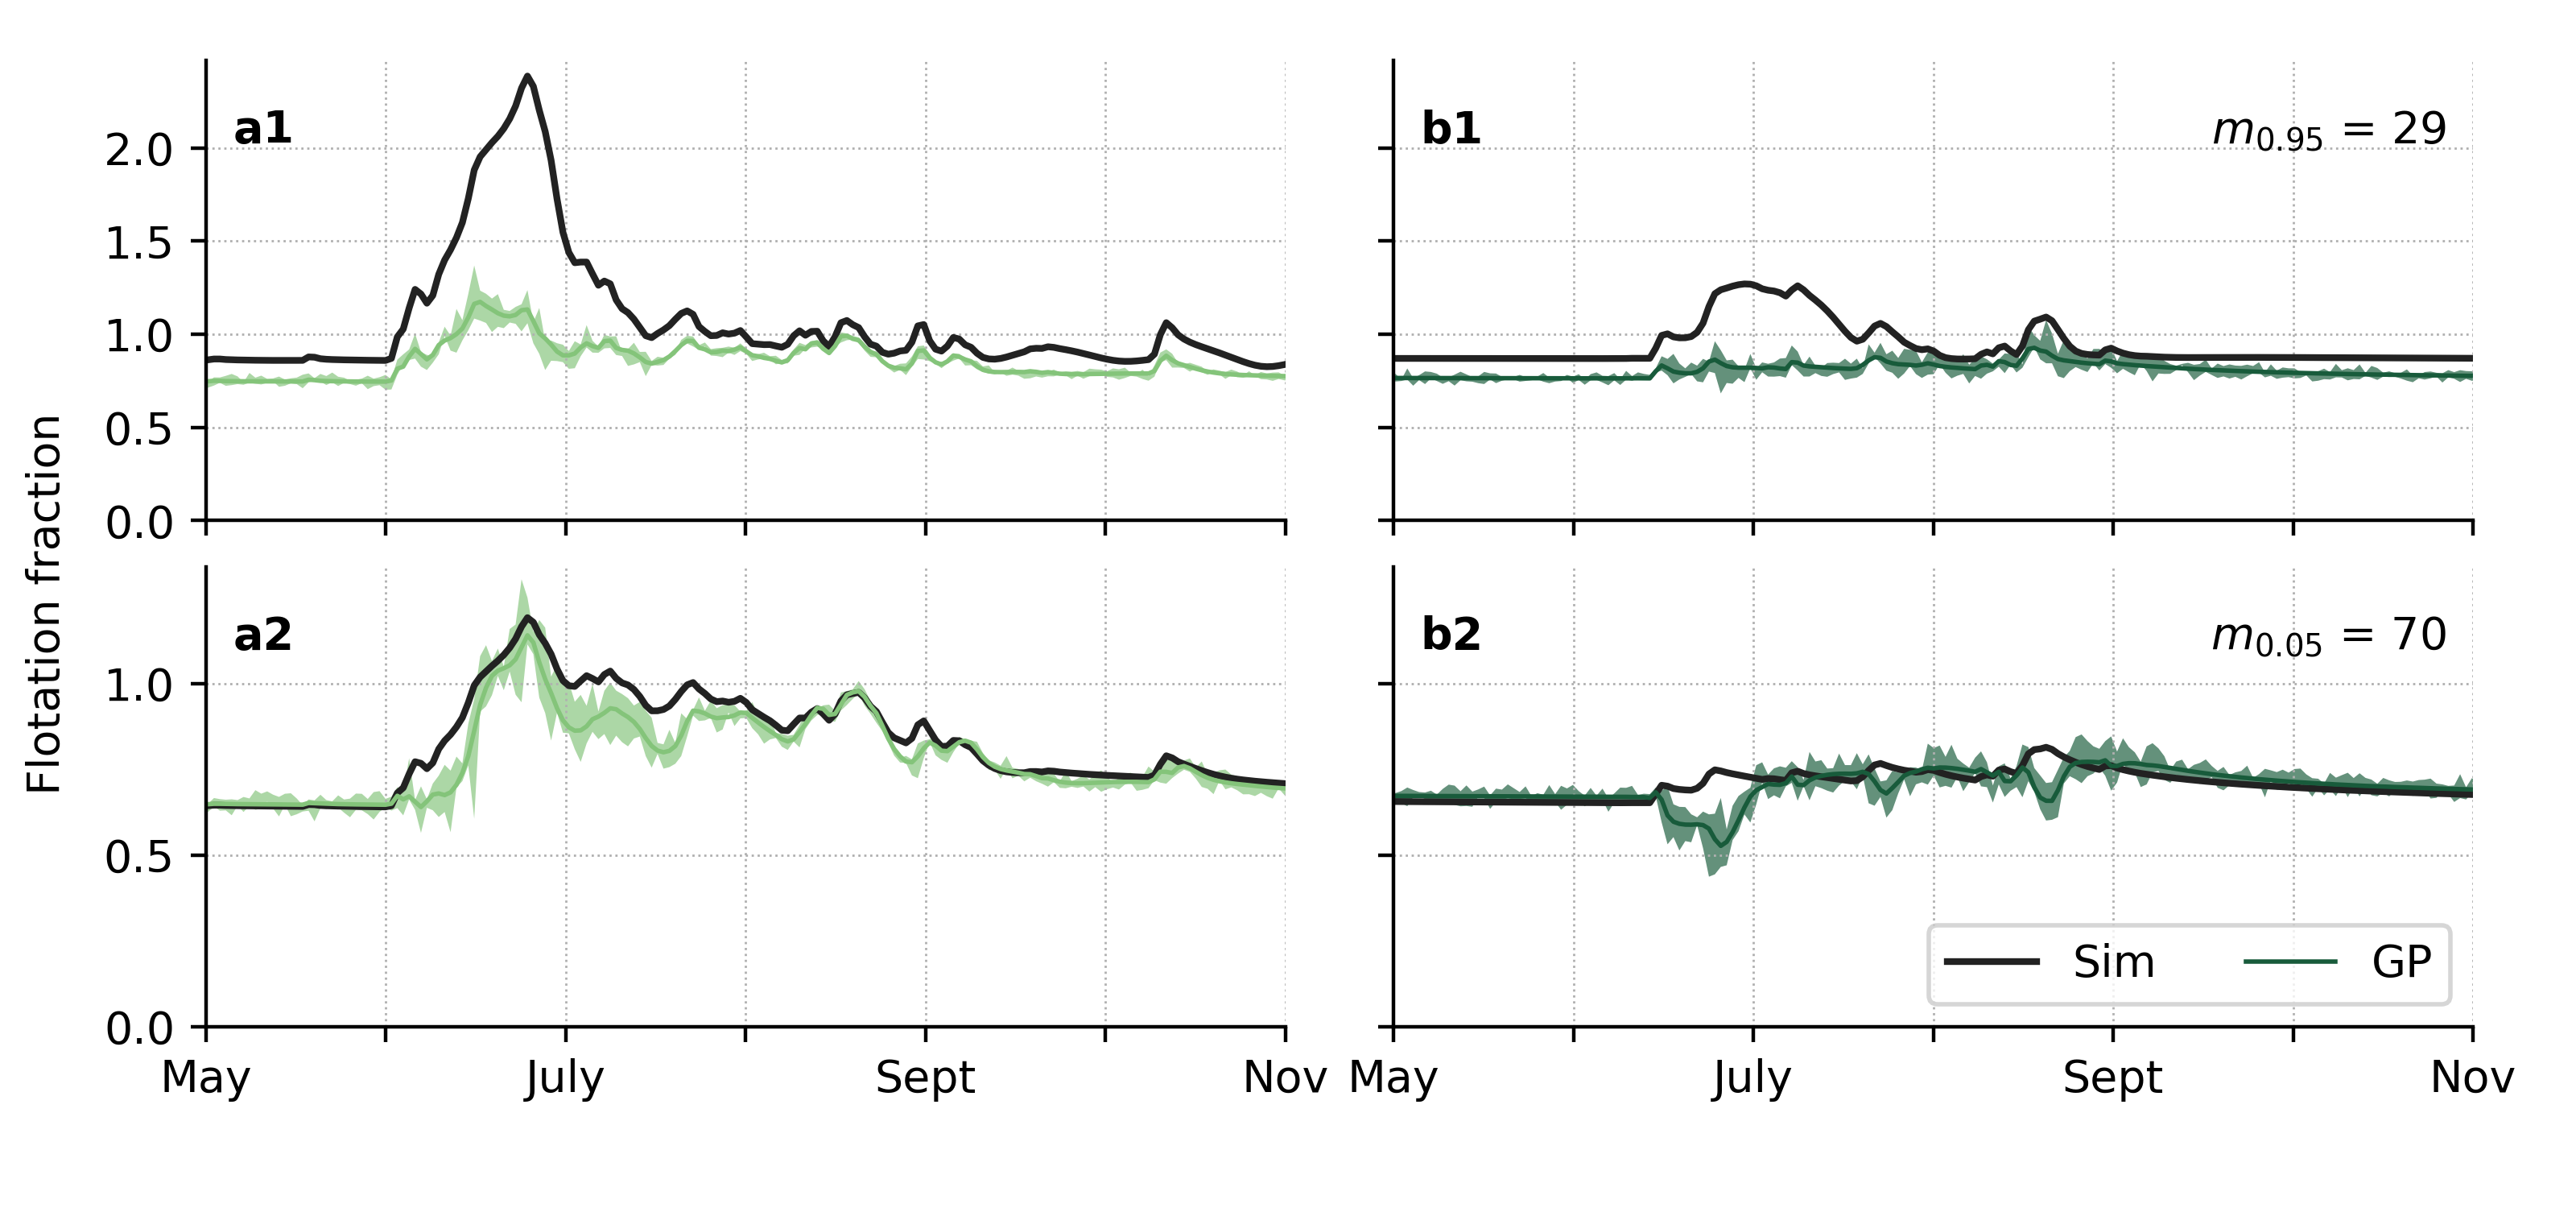 a1
b1
m0.95 = 29
2.0
1.5
1.0
0.5
0.0
Flotation fraction
a2
b2
m0.05 = 70
1.0
0.5
0.0
Sim
GP
May
July
Sept
Nov
May
July
Sept
Nov